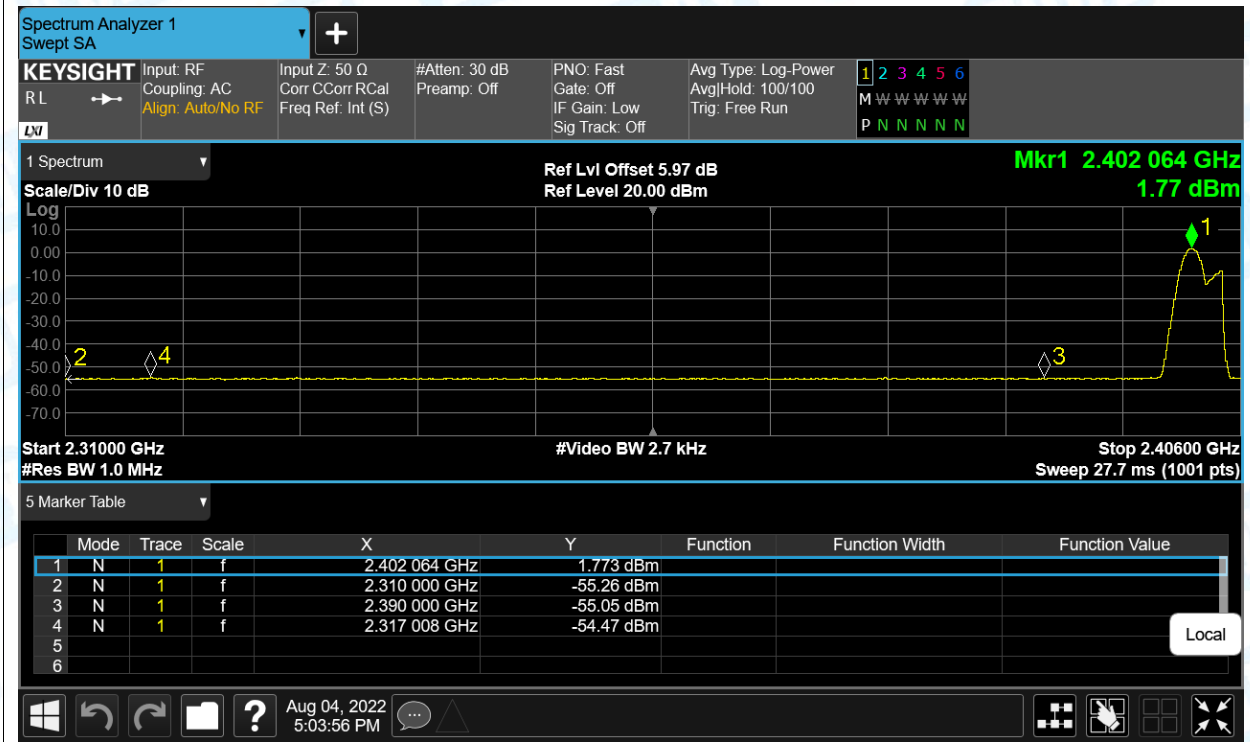 Spectrum Analyzer 1
Swept SA
KEYSIGHT
R L
LXI
Input: RF
Coupling: AC
Align: Auto/No RF
Input Z: 50 Ω
Corr CCorr RCal
Freq Ref: Int (S)
#Atten: 30 dB
Preamp: Off
PNO: Fast
Gate: Off
IF Gain: Low
Sig Track: Off
Avg Type: Log-Power
Avg|Hold: 100/100
Trig: Free Run
1 2 3 4 5 6
M W W W W W
P N N N N N
1 Spectrum
Scale/Div 10 dB
Ref Lvl Offset 5.97 dB
Ref Level 20.00 dBm
Mkr1 2.402 064 GHz
1.77 dBm
Log
10.0
0.00
-10.0
-20.0
-30.0
-40.0
-50.0
-60.0
-70.0
1
2
4
3
Start 2.31000 GHz
#Video BW 2.7 kHz
Stop 2.40600 GHz
#Res BW 1.0 MHz
Sweep 27.7 ms (1001 pts)
5 Marker Table
Mode Trace Scale X Y Function Function Width Function Value
1 N 1 f 2.402 064 GHz 1.773 dBm
2 N 1 f 2.310 000 GHz -55.26 dBm
3 N 1 f 2.390 000 GHz -55.05 dBm
4 N 1 f 2.317 008 GHz -54.47 dBm
5
6
Local
?
Aug 04, 2022
5:03:56 PM